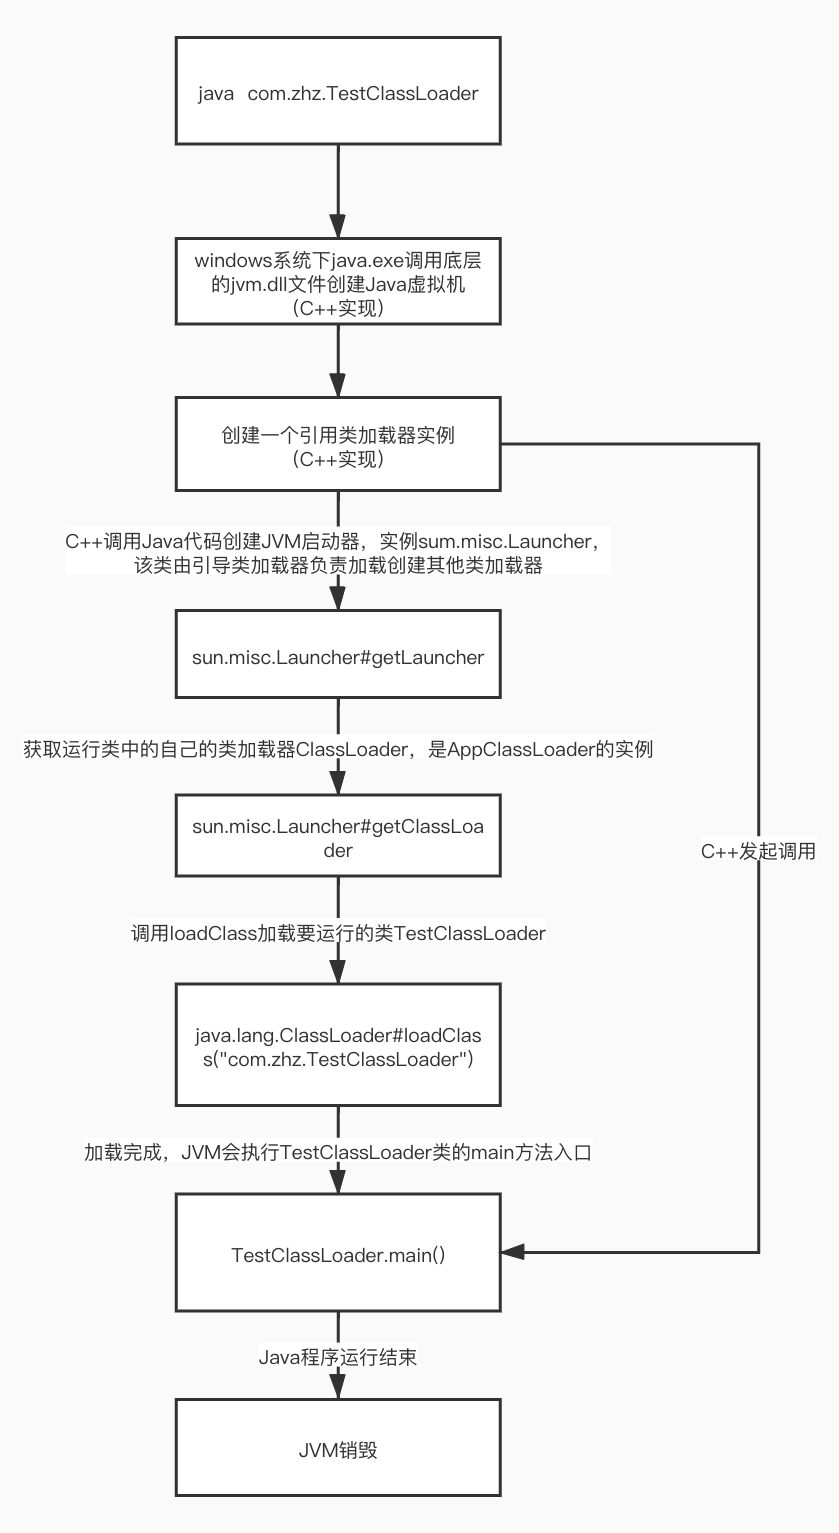 java  com.zhz.TestClassLoader
windows系统下java.exe调用底层
的jvm.dll文件创建Java虚拟机
（C++实现）
创建一个引用类加载器实例
（C++实现）
C++调用Java代码创建JVM启动器，实例sum.misc.Launcher，
该类由引导类加载器负责加载创建其他类加载器
sun.misc.Launcher#getLauncher
获取运行类中的自己的类加载器ClassLoader，是AppClassLoader的实例
sun.misc.Launcher#getClassLoa
der
C++发起调用
调用loadClass加载要运行的类TestClassLoader
java.lang.ClassLoader#loadClas
s("com.zhz.TestClassLoader")
加载完成，JVM会执行TestClassLoader类的main方法入口
TestClassLoader.main()
Java程序运行结束
JVM销毁